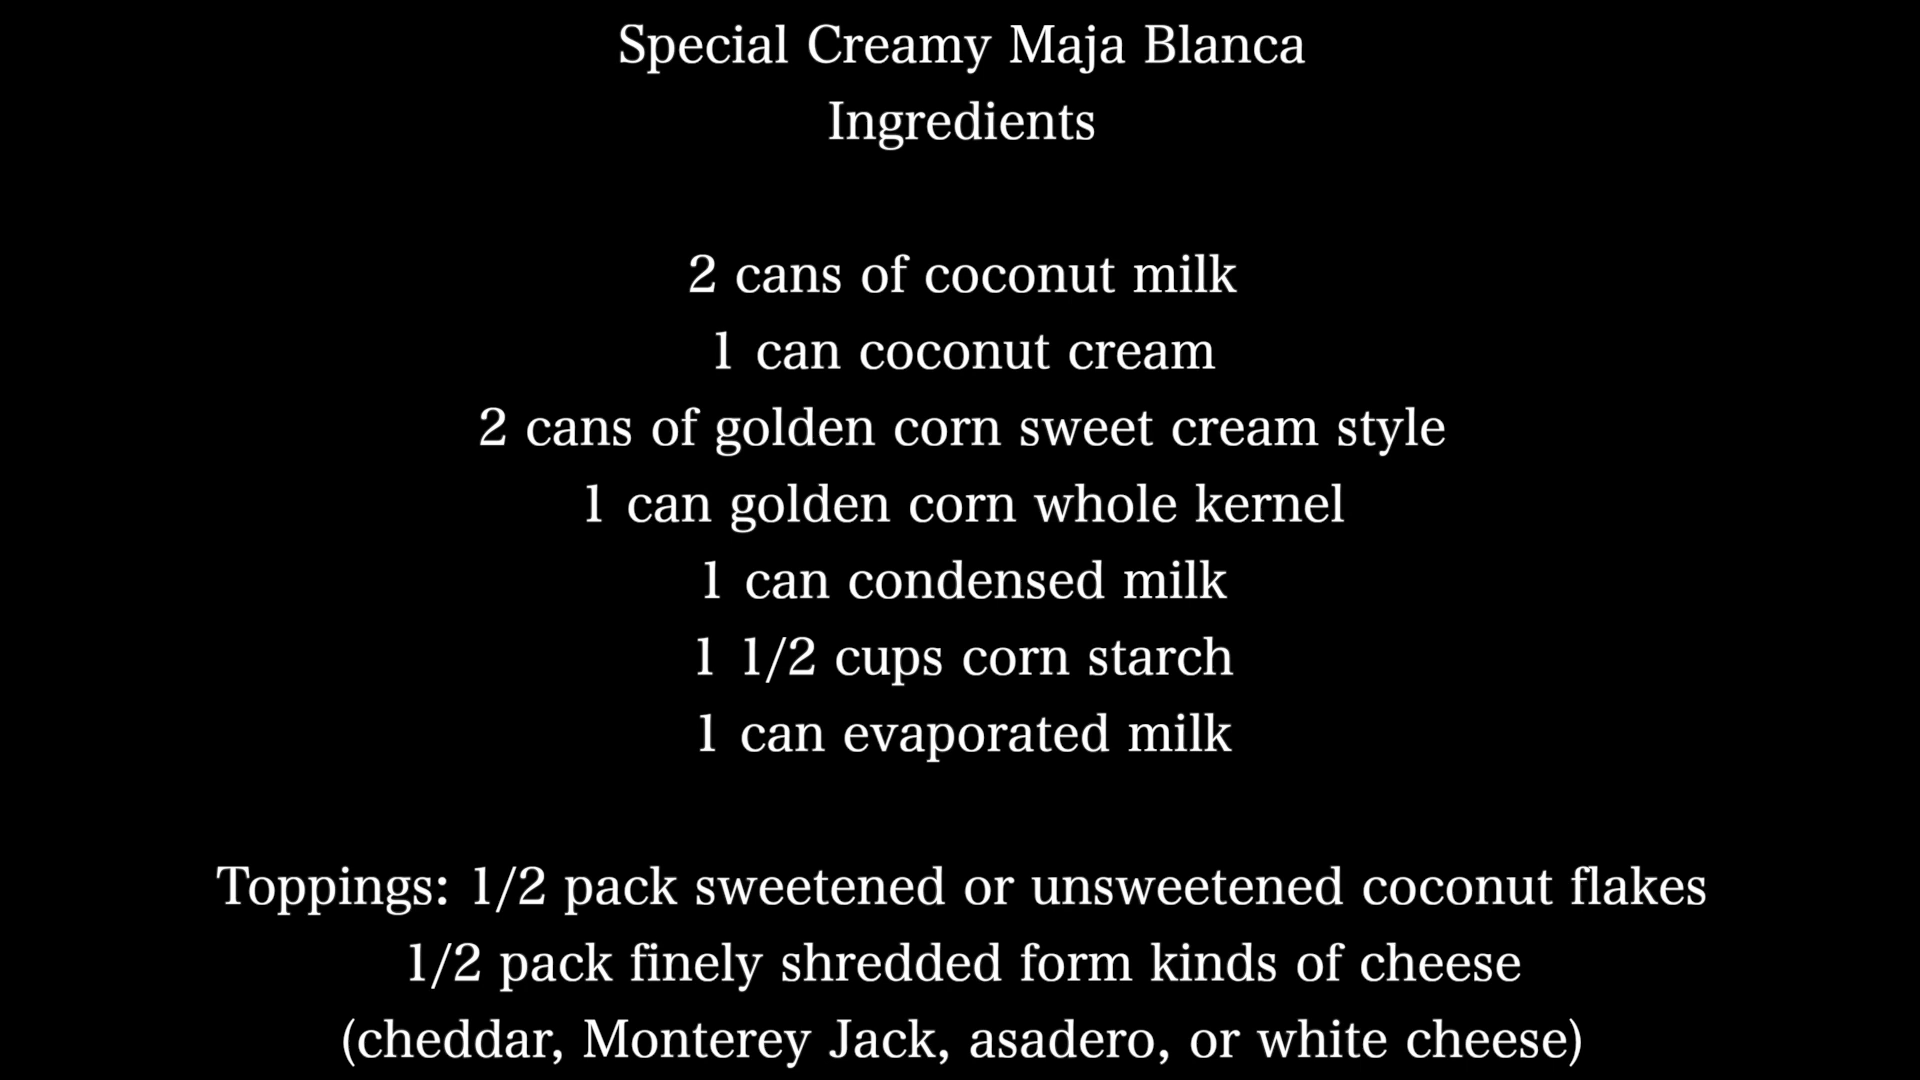 Special Creamy Maja Blanca
Ingredients
2 cans of coconut milk
1 can coconut cream
2 cans of golden corn sweet cream style
1 can golden corn whole kernel
1 can condensed milk
1 1/2 cups corn starch
1 can evaporated milk
Toppings: 1/2 pack sweetened or unsweetened coconut flakes
1/2 pack finely shredded form kinds of cheese
(cheddar, Monterey Jack, asadero, or white cheese)